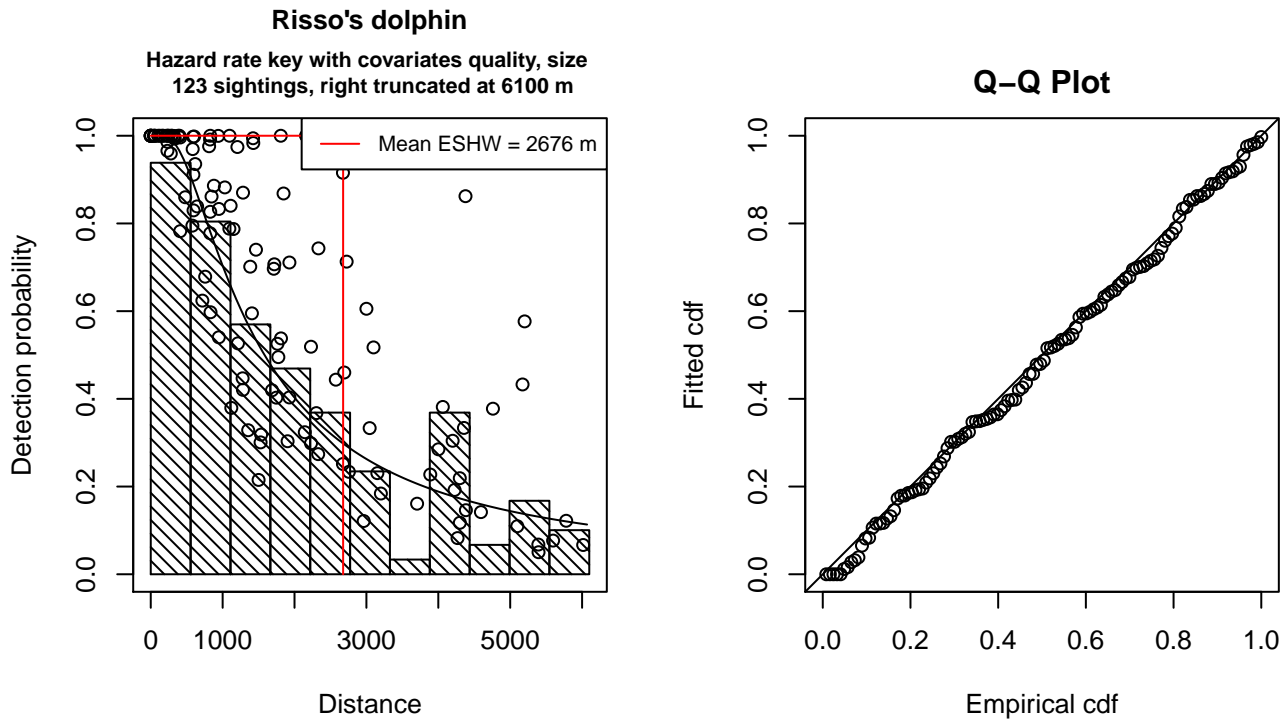 Risso's dolphin
Hazard rate key with covariates quality, size
123 sightings, right truncated at 6100 m
Mean ESHW = 2676 m
Detection probability
1.0
0.8
0.6
0.4
0.2
0.0
0 1000 3000 5000
Distance
Q−Q Plot
Fitted cdf
1.0
0.8
0.6
0.4
0.2
0.0
0.0 0.2 0.4 0.6 0.8 1.0
Empirical cdf